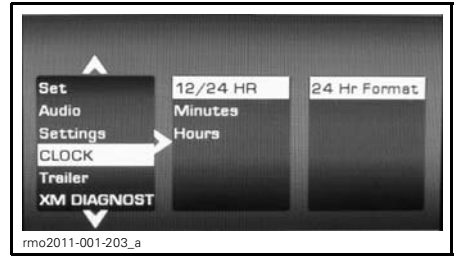 Set
Audio
Settings
CLOCK
Trailer
XM DIAGNOST
12/24 HR
Minutes
Hours
24 Hr Format
rmo2011-001-203_a